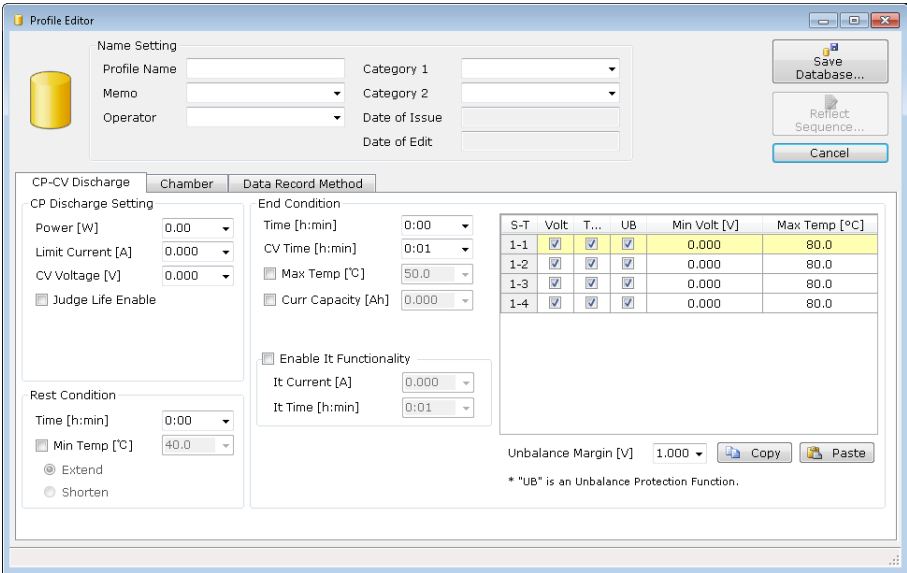 Profile Editor
Name Setting
Profile Name
Memo
Operator
Category 1
Category 2
Date of Issue
Date of Edit
Save
Database...
Reflect
Sequence...
Cancel
CP-CV Discharge
Chamber
Data Record Method
CP Discharge Setting
Power [W] 0.00
Limit Current [A] 0.000
CV Voltage [V] 0.000
Judge Life Enable
Rest Condition
Time [h:min] 0:00
Min Temp [℃] 40.0
Extend
Shorten
End Condition
Time [h:min] 0:00
CV Time [h:min] 0:01
Max Temp [℃] 50.0
Curr Capacity [Ah] 0.000
Enable It Functionality
It Current [A] 0.000
It Time [h:min] 0:01
S-T Volt T... UB Min Volt [V] Max Temp [ºC]
1-1 0.000 80.0
1-2 0.000 80.0
1-3 0.000 80.0
1-4 0.000 80.0
Unbalance Margin [V] 1.000 Copy Paste
* "UB" is an Unbalance Protection Function.